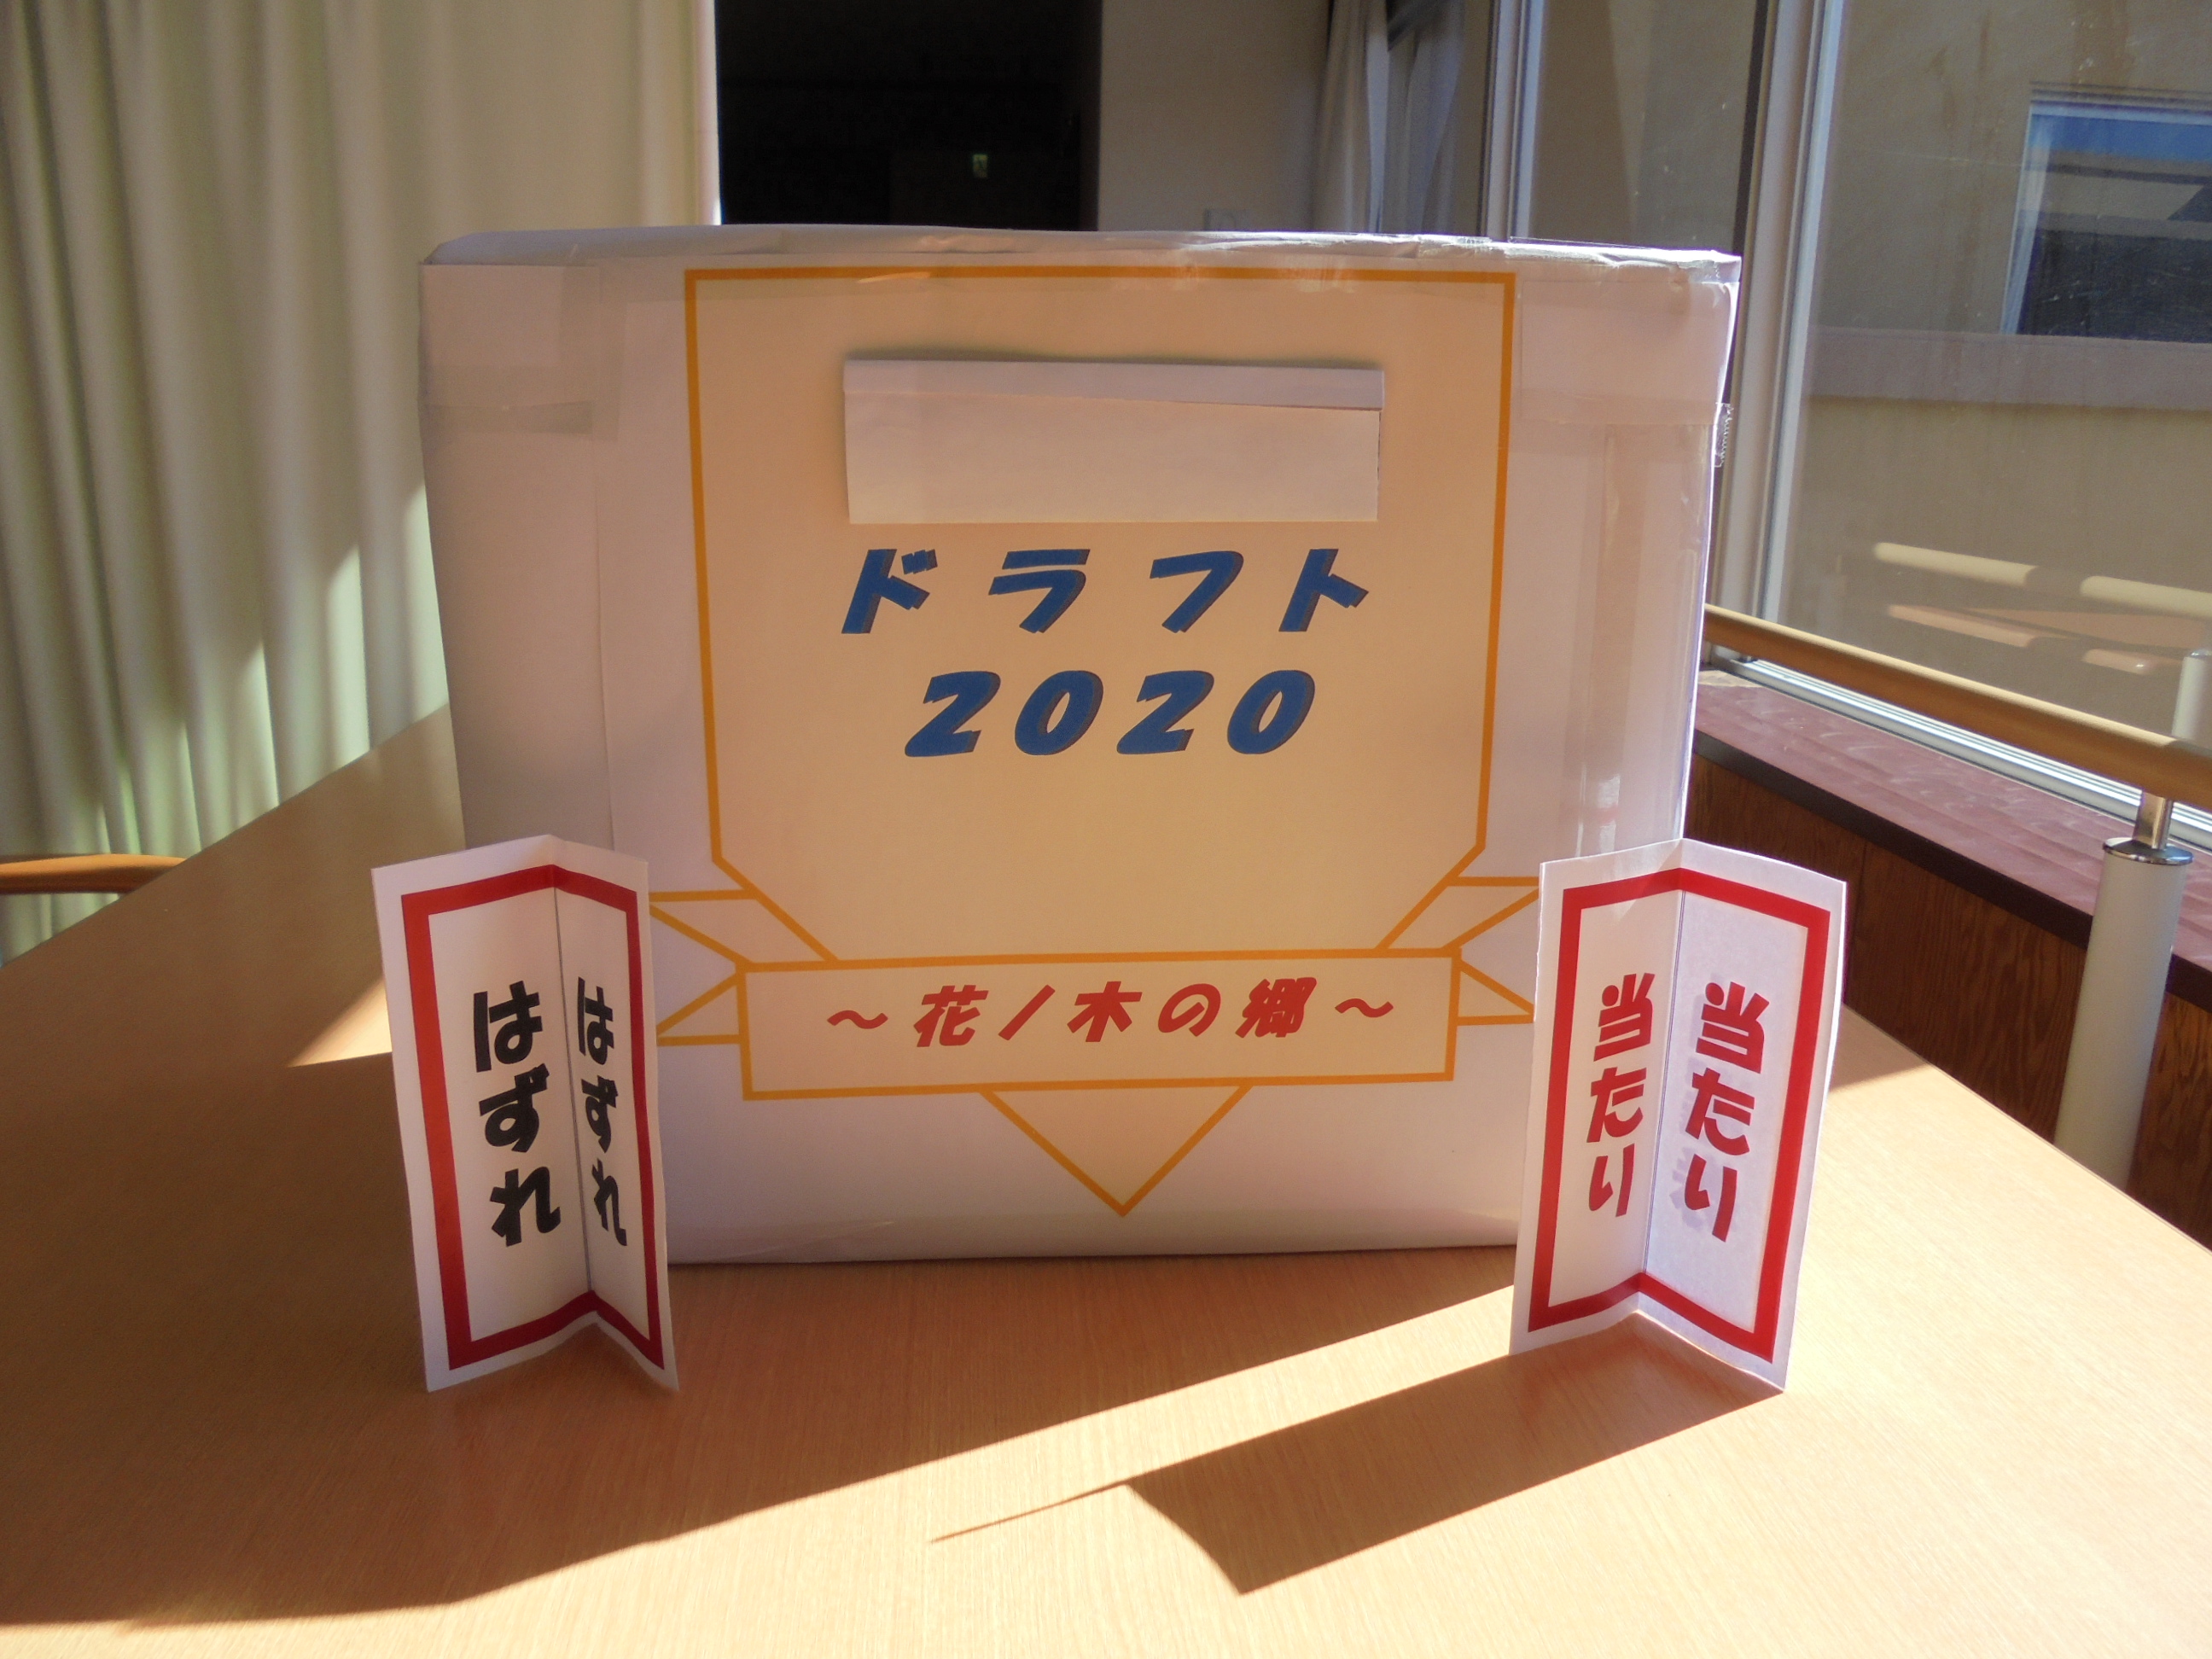 ドラフト
2020
～花ノ木の郷～
はずれ
はずれ
当たり
当たり